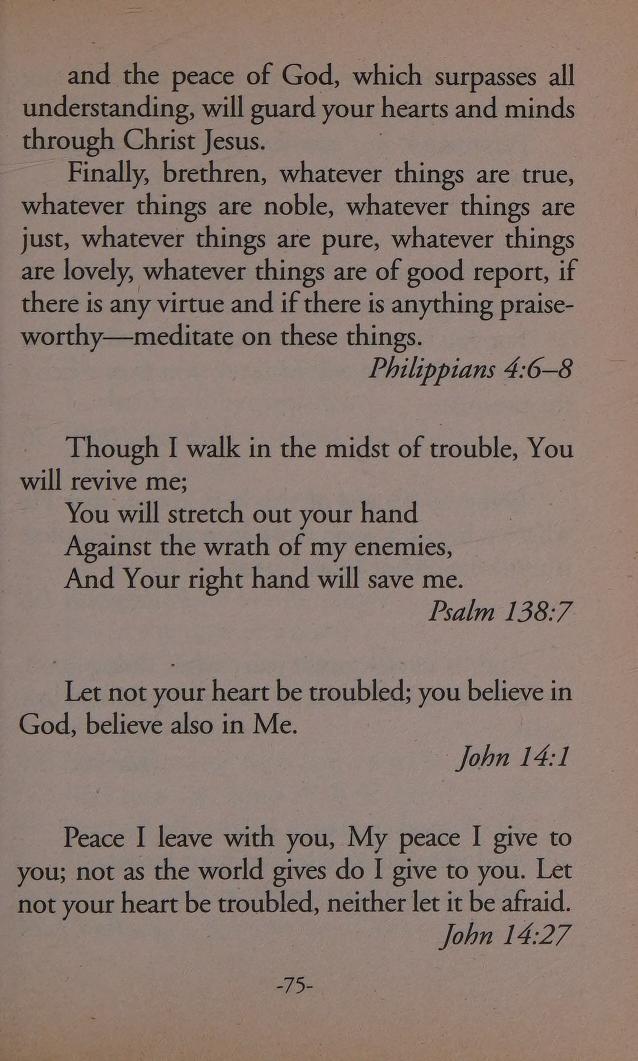 and the peace of God, which surpasses all
understanding, will guard your hearts and minds
through Christ Jesus.
Finally, brethren, whatever things are true,
whatever things are noble, whatever things are
just, whatever things are pure, whatever things
are lovely, whatever things are of good report, if
there is any virtue and if there is anything praise-
worthy—meditate on these things.
Philippians 4:6–8
Though I walk in the midst of trouble, You
will revive me;
You will stretch out your hand
Against the wrath of my enemies,
And Your right hand will save me.
Psalm 138:7
Let not your heart be troubled; you believe in
God, believe also in Me.
John 14:1
Peace I leave with you, My peace I give to
you; not as the world gives do I give to you. Let
not your heart be troubled, neither let it be afraid.
John 14:27
-75-